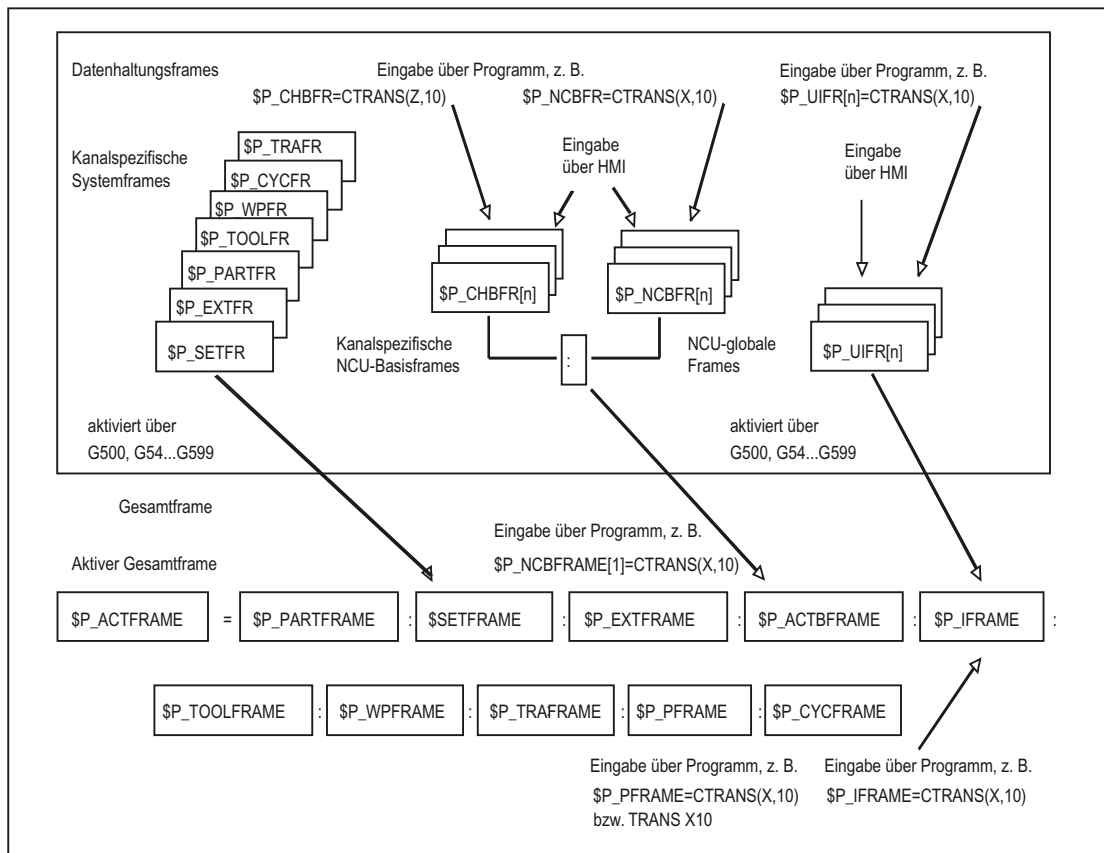 Datenhaltungsframes
Eingabe über Programm, z. B.
$P_CHBFR=CTRANS(Z,10)
$P_NCBFR=CTRANS(X,10)
Eingabe über Programm, z. B.
$P_UIFR[n]=CTRANS(X,10)
Kanalspezifische
Systemframes
$P_TRAFR
$P_CYCFR
$P_WPFR
$P_TOOLFR
$P_PARTFR
$P_EXTFR
$P_SETFR
Eingabe
über HMI
Eingabe
über HMI
$P_CHBFR[n]
$P_NCBFR[n]
$P_UIFR[n]
Kanalspezifische
NCU-Basisframes
:
NCU-globale
Frames
aktiviert über
G500, G54...G599
aktiviert über
G500, G54...G599
Gesamtframe
Aktiver Gesamtframe
Eingabe über Programm, z. B.
$P_NCBFRAME[1]=CTRANS(X,10)
$P_ACTFRAME = $P_PARTFRAME : $SETFRAME : $P_EXTFRAME : $P_ACTBFRAME : $P_IFRAME :
$P_TOOLFRAME : $P_WPFRAME : $P_TRAFRAME : $P_PFRAME : $P_CYCFRAME
Eingabe über Programm, z. B.
$P_PFRAME=CTRANS(X,10)
bzw. TRANS X10
Eingabe über Programm, z. B.
$P_IFRAME=CTRANS(X,10)